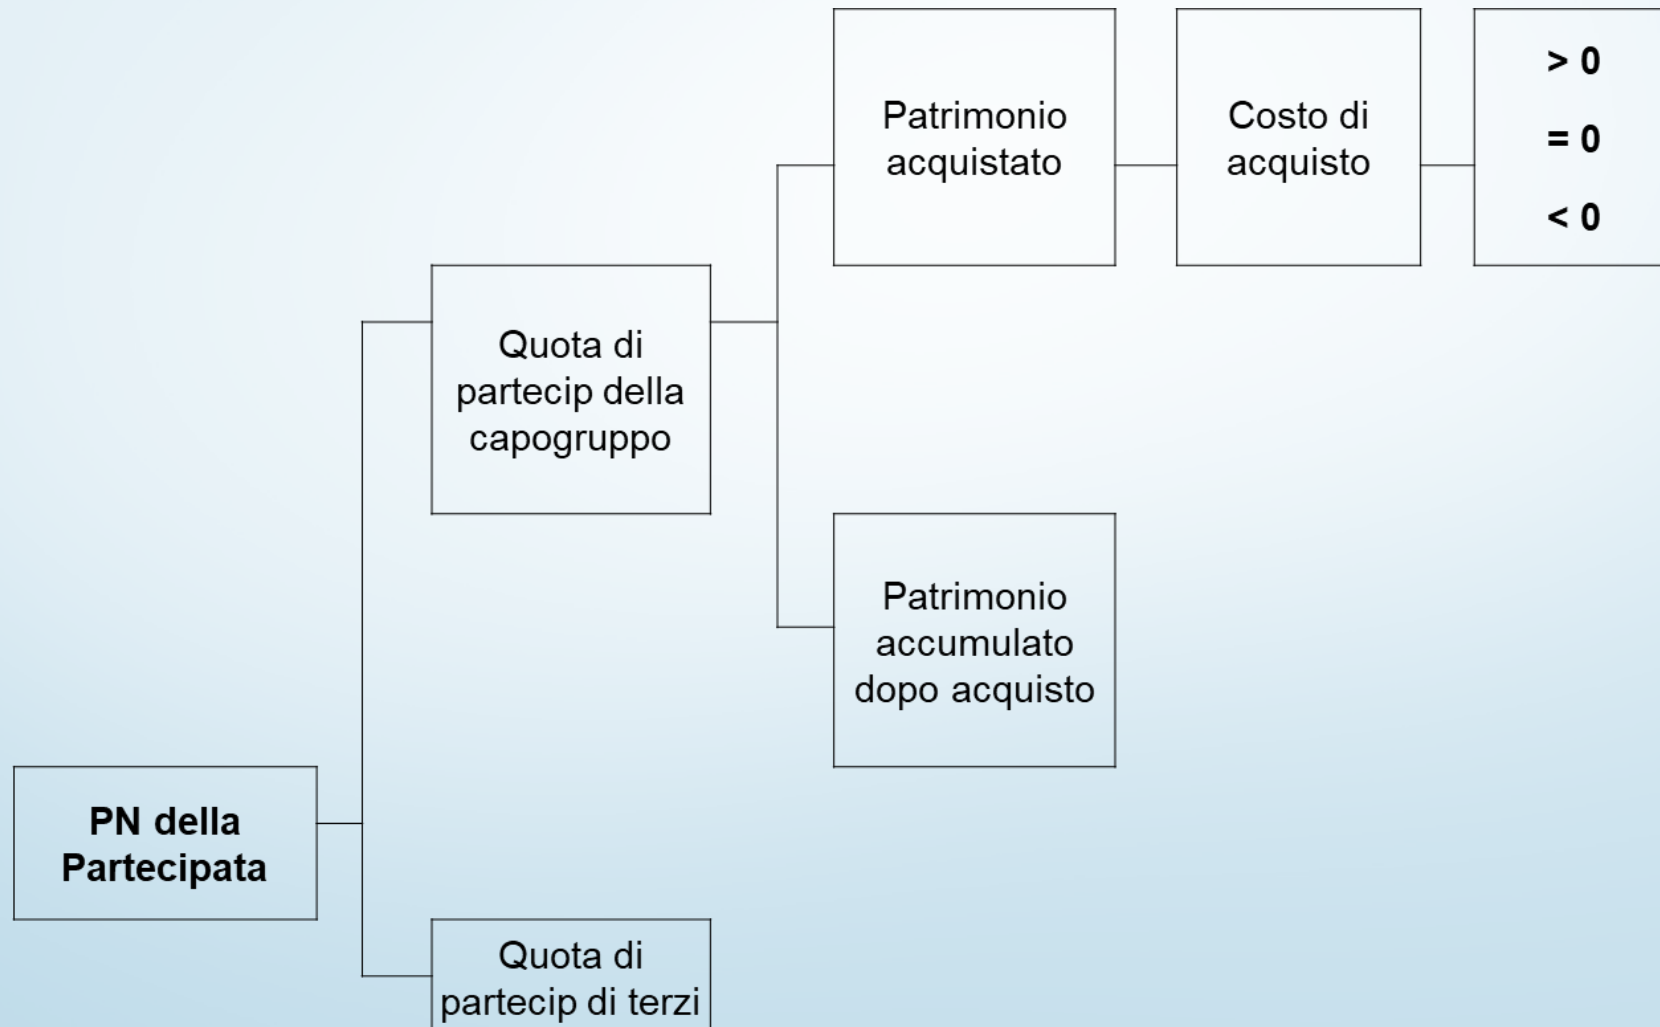 Patrimonio
acquistato
Costo di
acquisto
> 0
= 0
< 0
Quota di
partecip della
capogruppo
Patrimonio
accumulato
dopo acquisto
PN della
Partecipata
Quota di
partecip di terzi